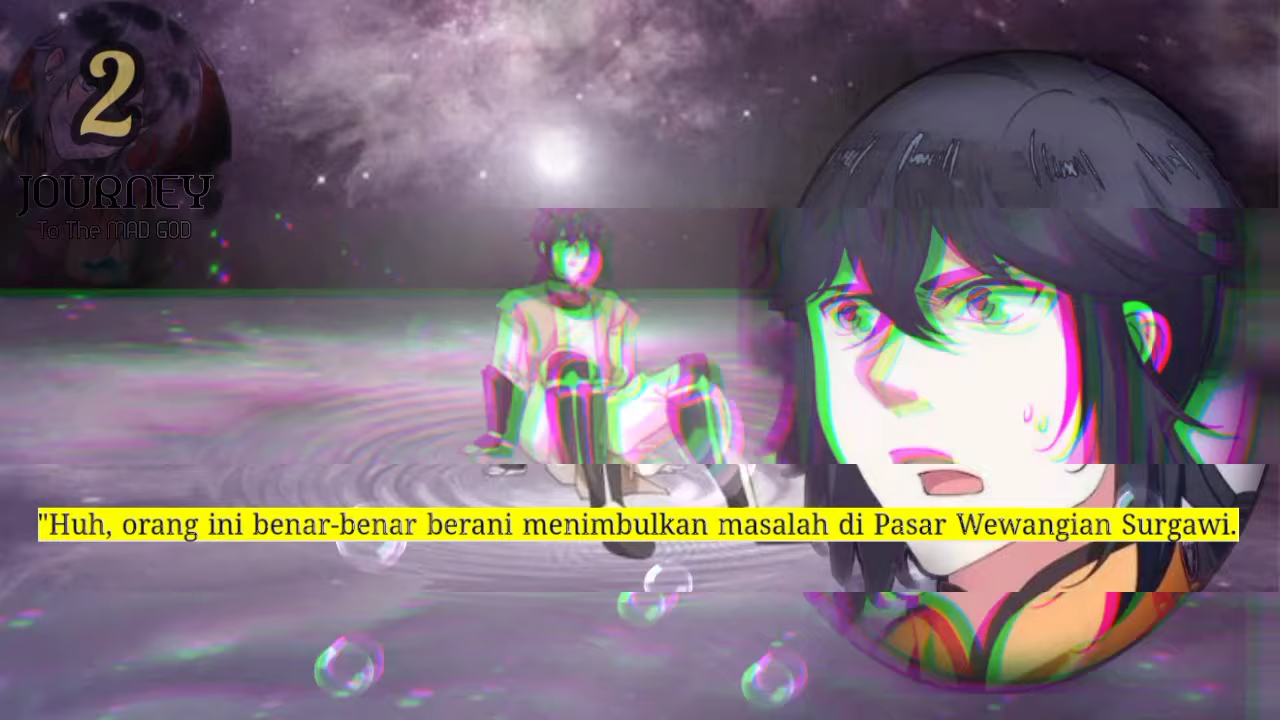 2
JOURNEY
To The MAD GOD
"Huh, orang ini benar-benar berani menimbulkan masalah di Pasar Wewangian Surgawi.